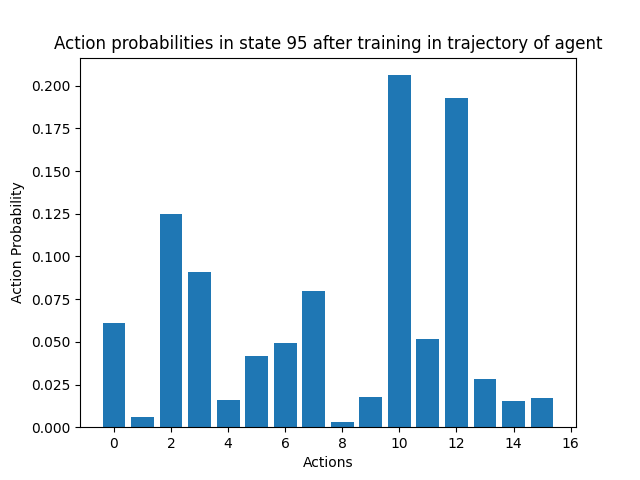 Action probabilities in state 95 after training in trajectory of agent
0.200
0.175
0.150
0.125
0.100
0.075
0.050
0.025
0.000
Action Probability
0 2 4 6 8 10 12 14 16
Actions